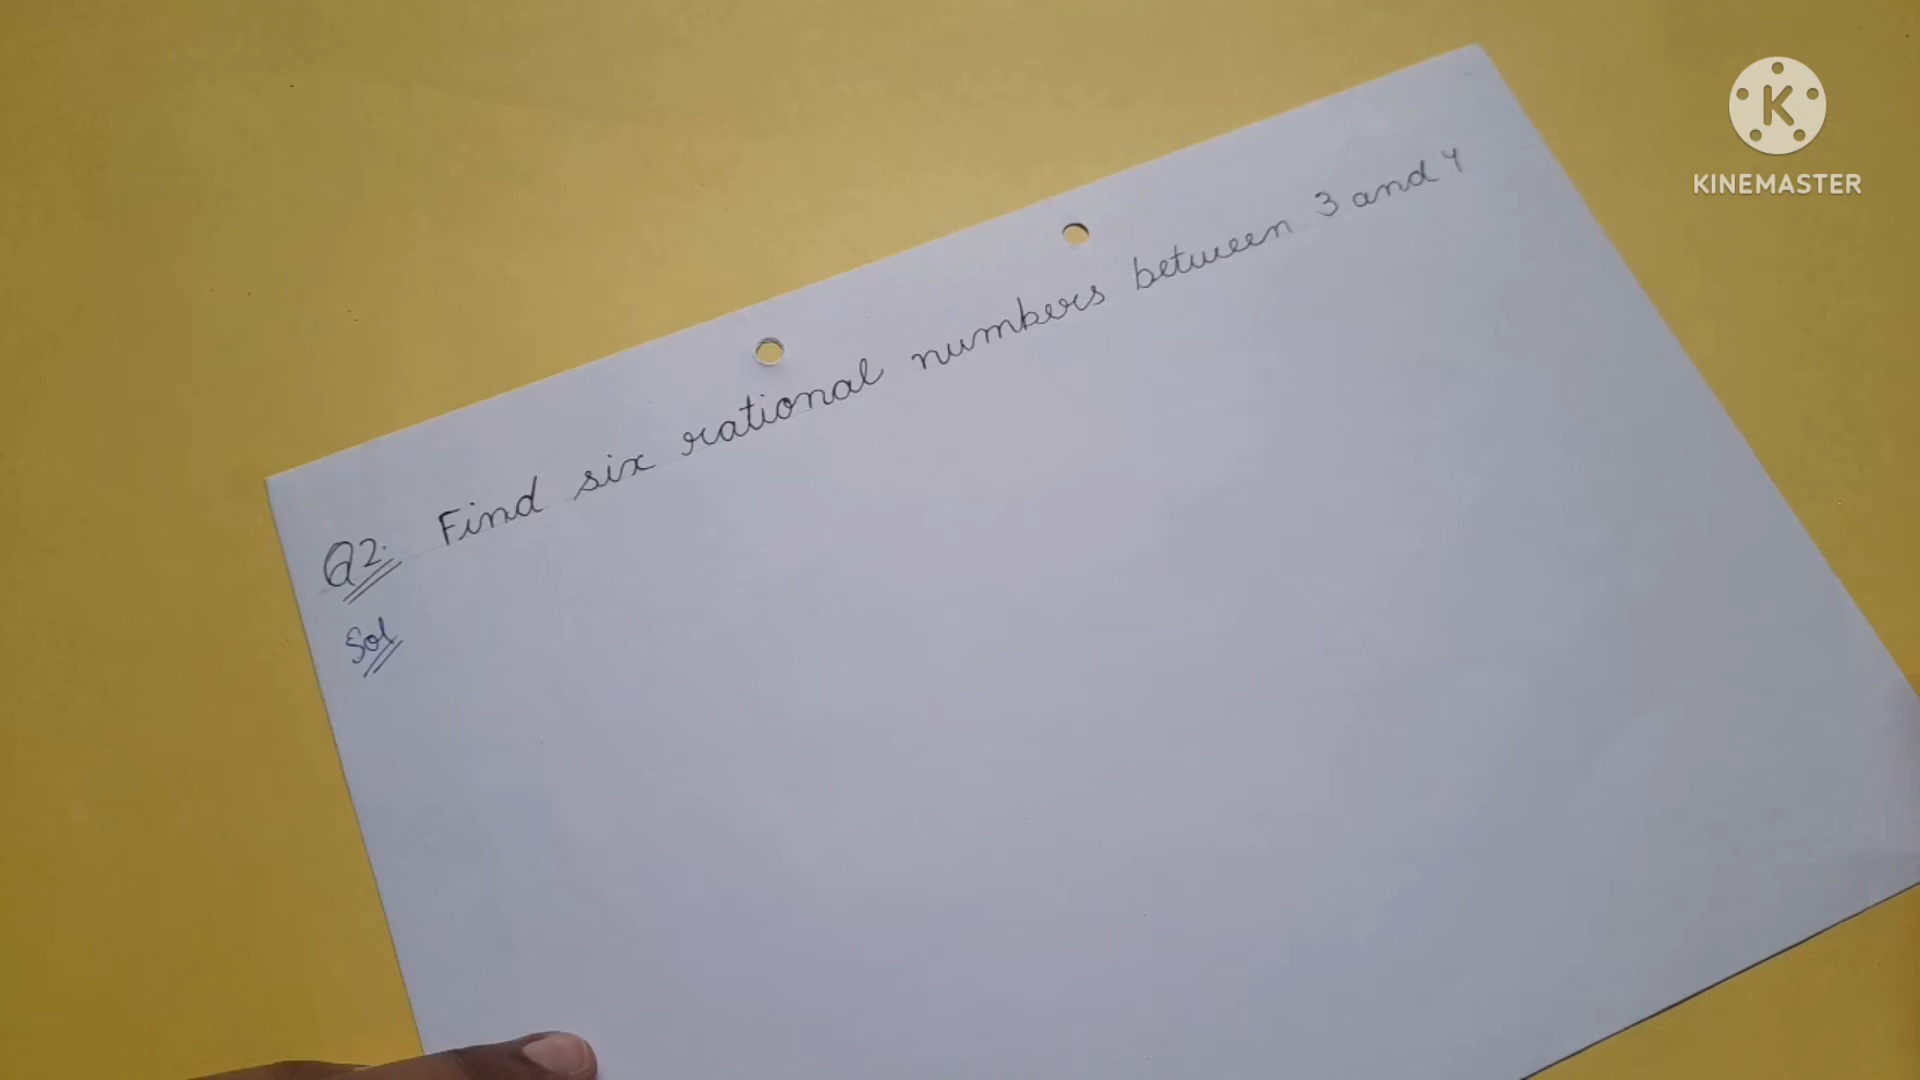 K
KINEMASTER
Q2. Find six rational numbers between 3 and 4
Sol